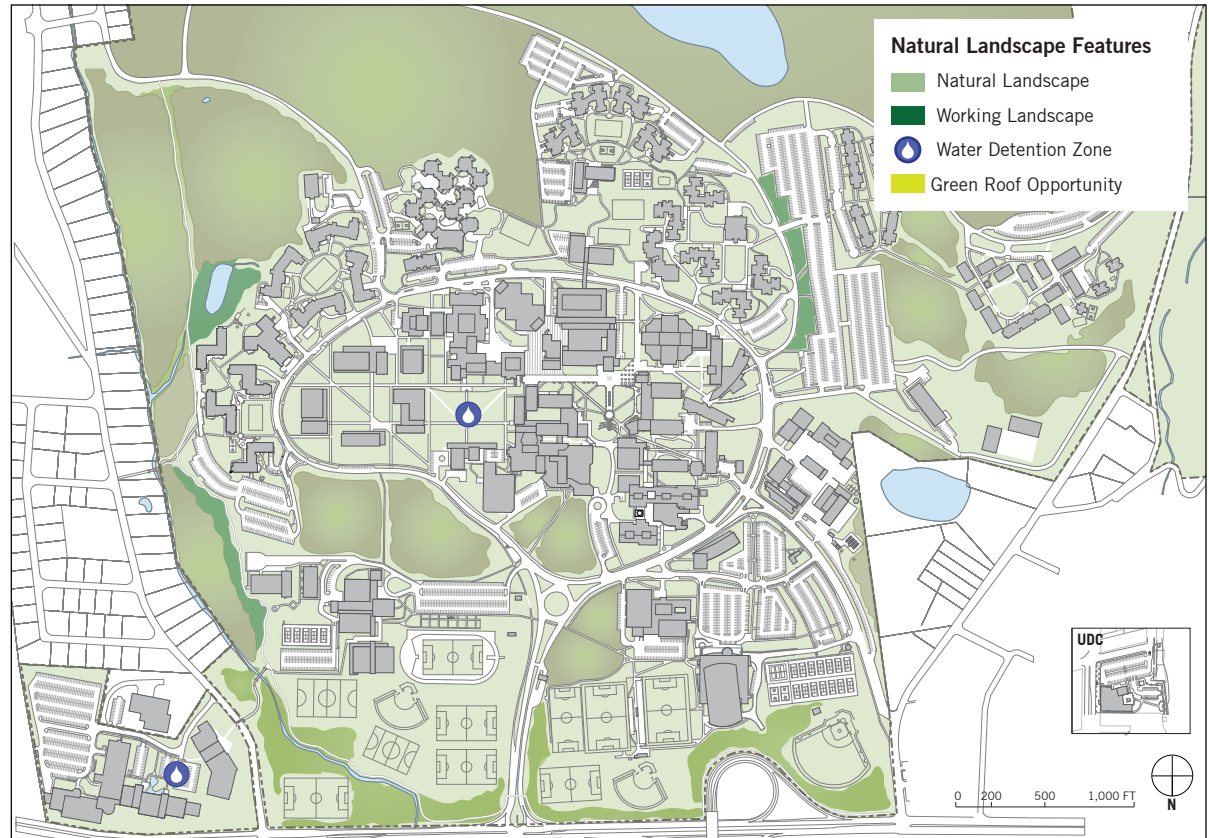 Natural Landscape Features
Natural Landscape
Working Landscape
Water Detention Zone
Green Roof Opportunity
UDC
0 200 500 1,000 FT
N